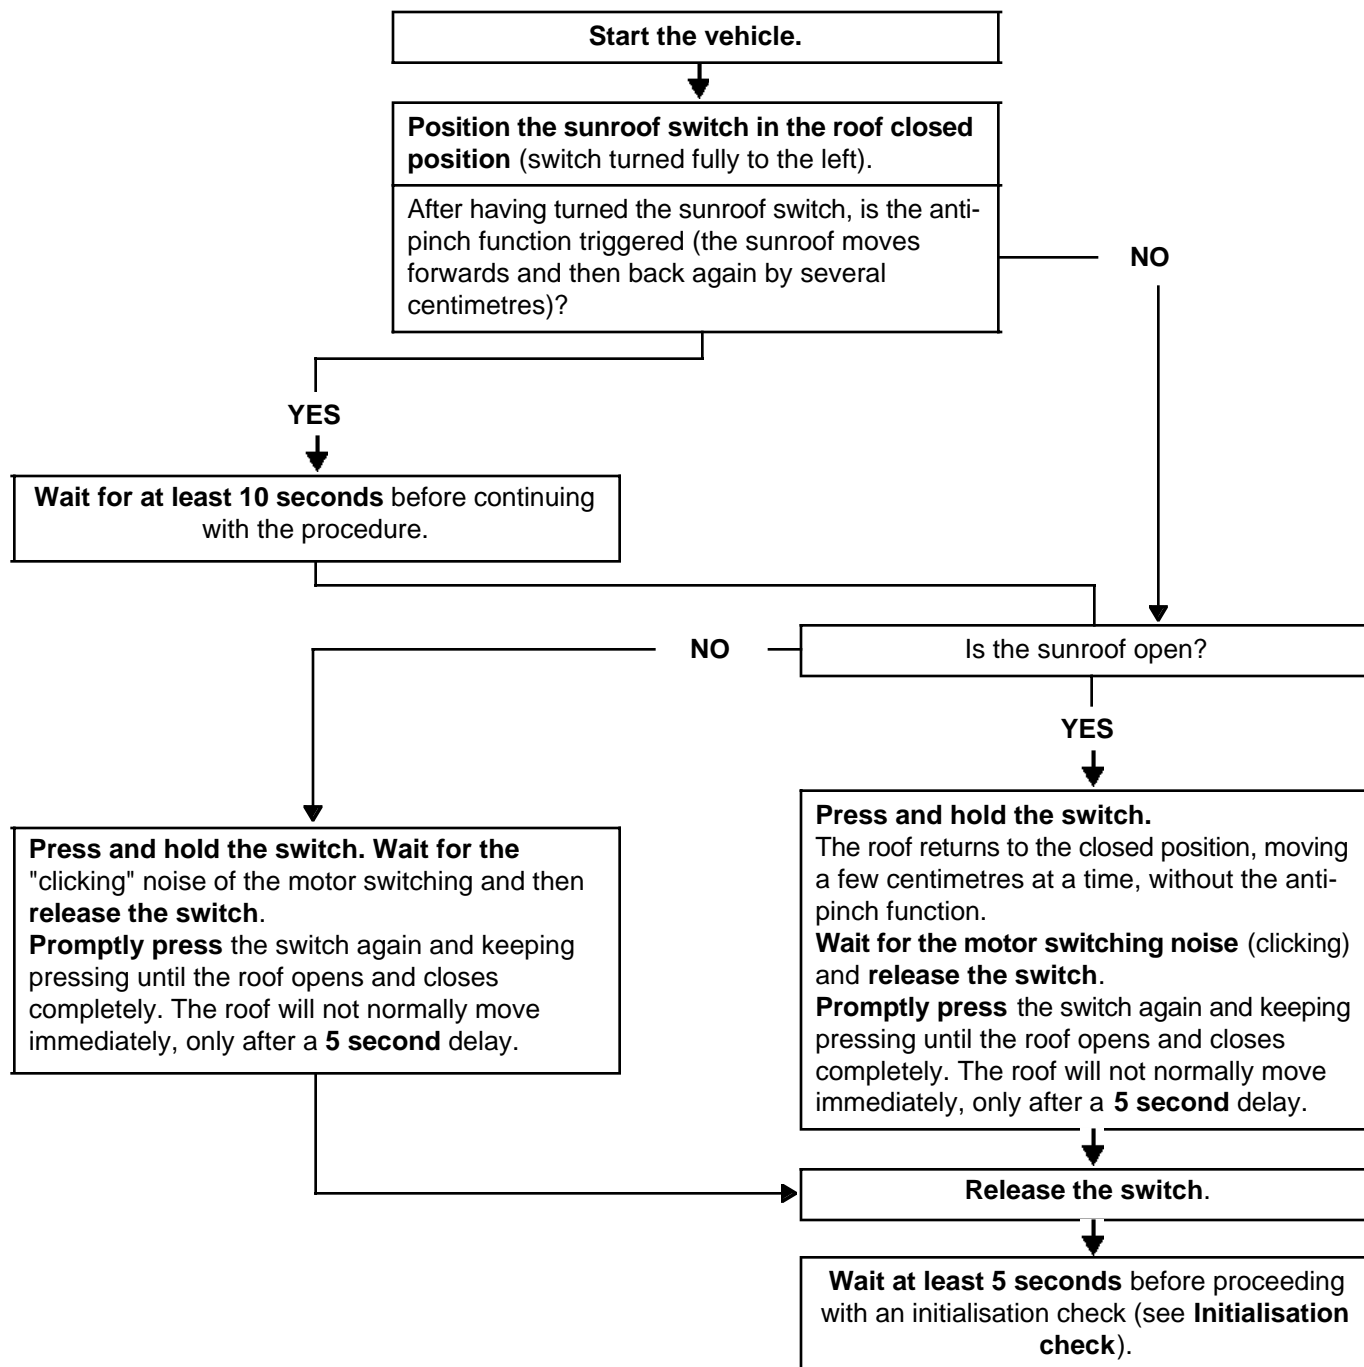 Start the vehicle.
Position the sunroof switch in the roof closed
position (switch turned fully to the left).
After having turned the sunroof switch, is the anti-
pinch function triggered (the sunroof moves
forwards and then back again by several
centimetres)?
NO
YES
Wait for at least 10 seconds before continuing
with the procedure.
Is the sunroof open?
NO
YES
Press and hold the switch. Wait for the
"clicking" noise of the motor switching and then
release the switch.
Promptly press the switch again and keeping
pressing until the roof opens and closes
completely. The roof will not normally move
immediately, only after a 5 second delay.
Press and hold the switch.
The roof returns to the closed position, moving
a few centimetres at a time, without the anti-
pinch function.
Wait for the motor switching noise (clicking)
and release the switch.
Promptly press the switch again and keeping
pressing until the roof opens and closes
completely. The roof will not normally move
immediately, only after a 5 second delay.
Release the switch.
Wait at least 5 seconds before proceeding
with an initialisation check (see Initialisation
check).